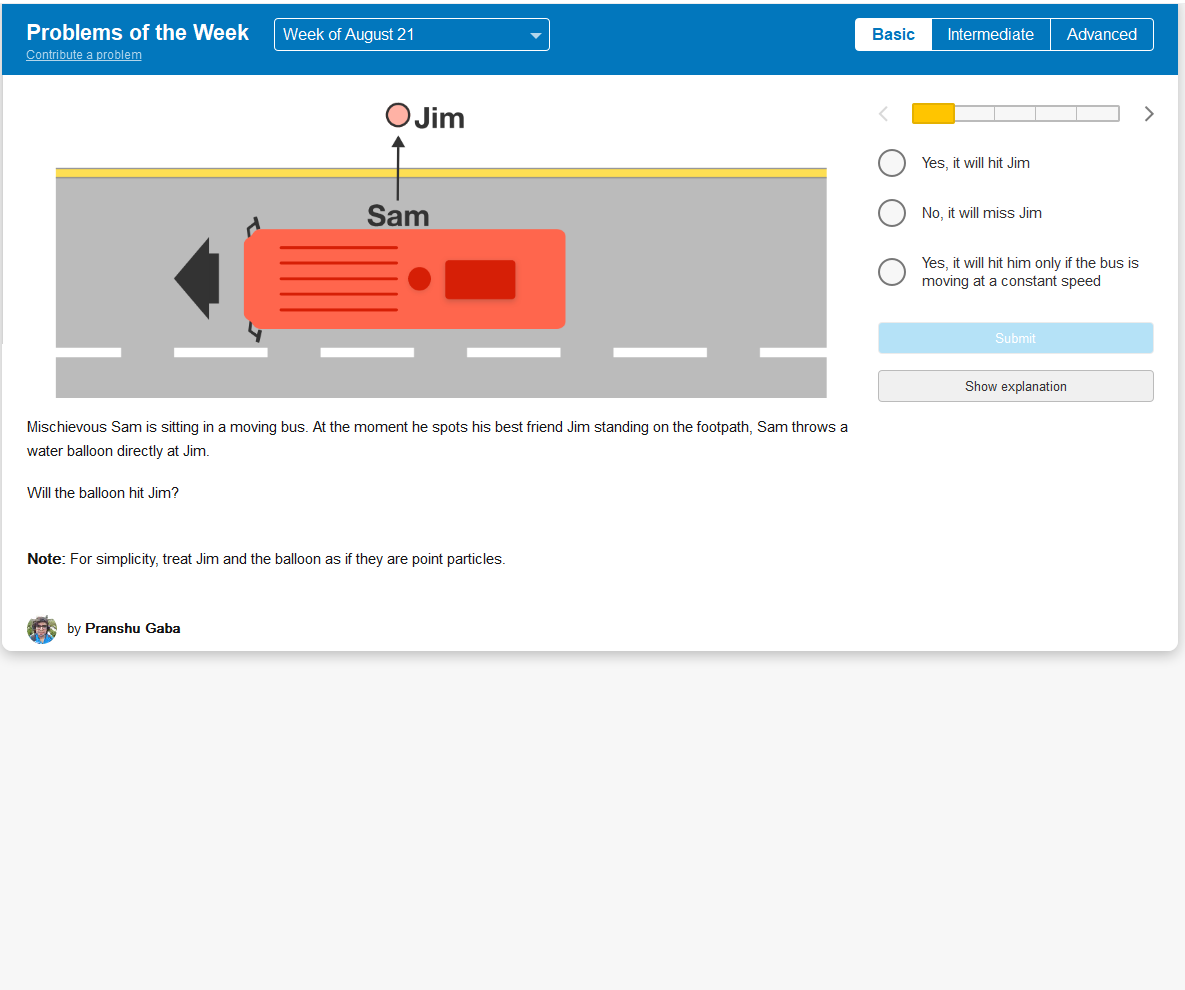 Problems of the Week
Contribute a problem
Week of August 21
Basic
Intermediate
Advanced
Jim
Sam
Yes, it will hit Jim
No, it will miss Jim
Yes, it will hit him only if the bus is
moving at a constant speed
Submit
Show explanation
Mischievous Sam is sitting in a moving bus. At the moment he spots his best friend Jim standing on the footpath, Sam throws a
water balloon directly at Jim.
Will the balloon hit Jim?
Note: For simplicity, treat Jim and the balloon as if they are point particles.
by Pranshu Gaba